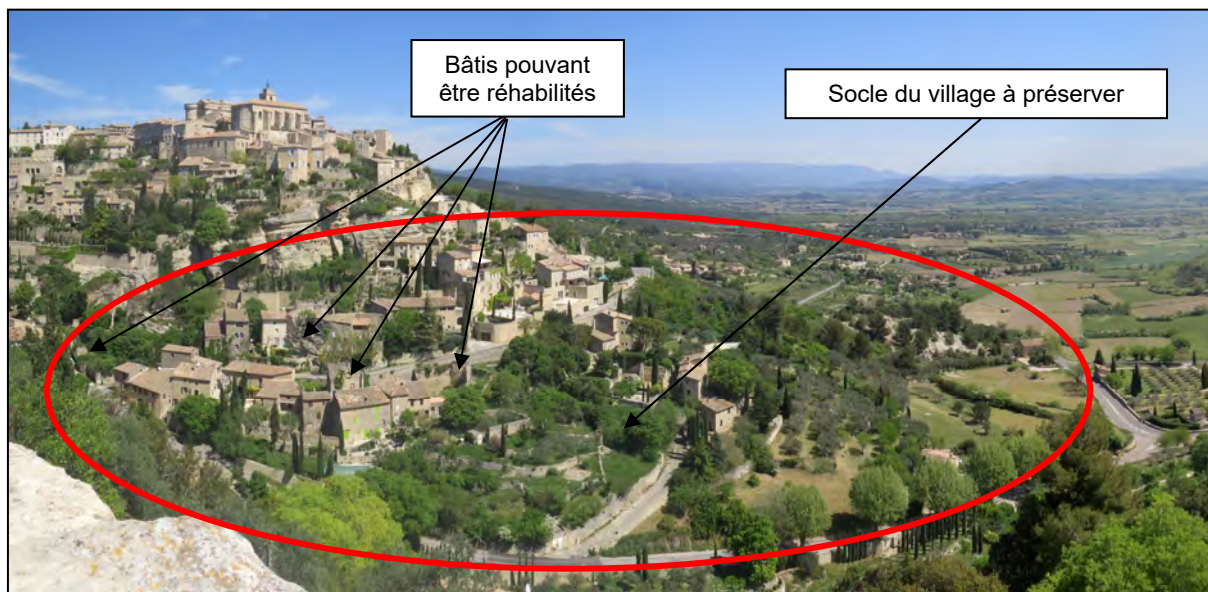 Bâtis pouvant
être réhabilités
Socle du village à préserver